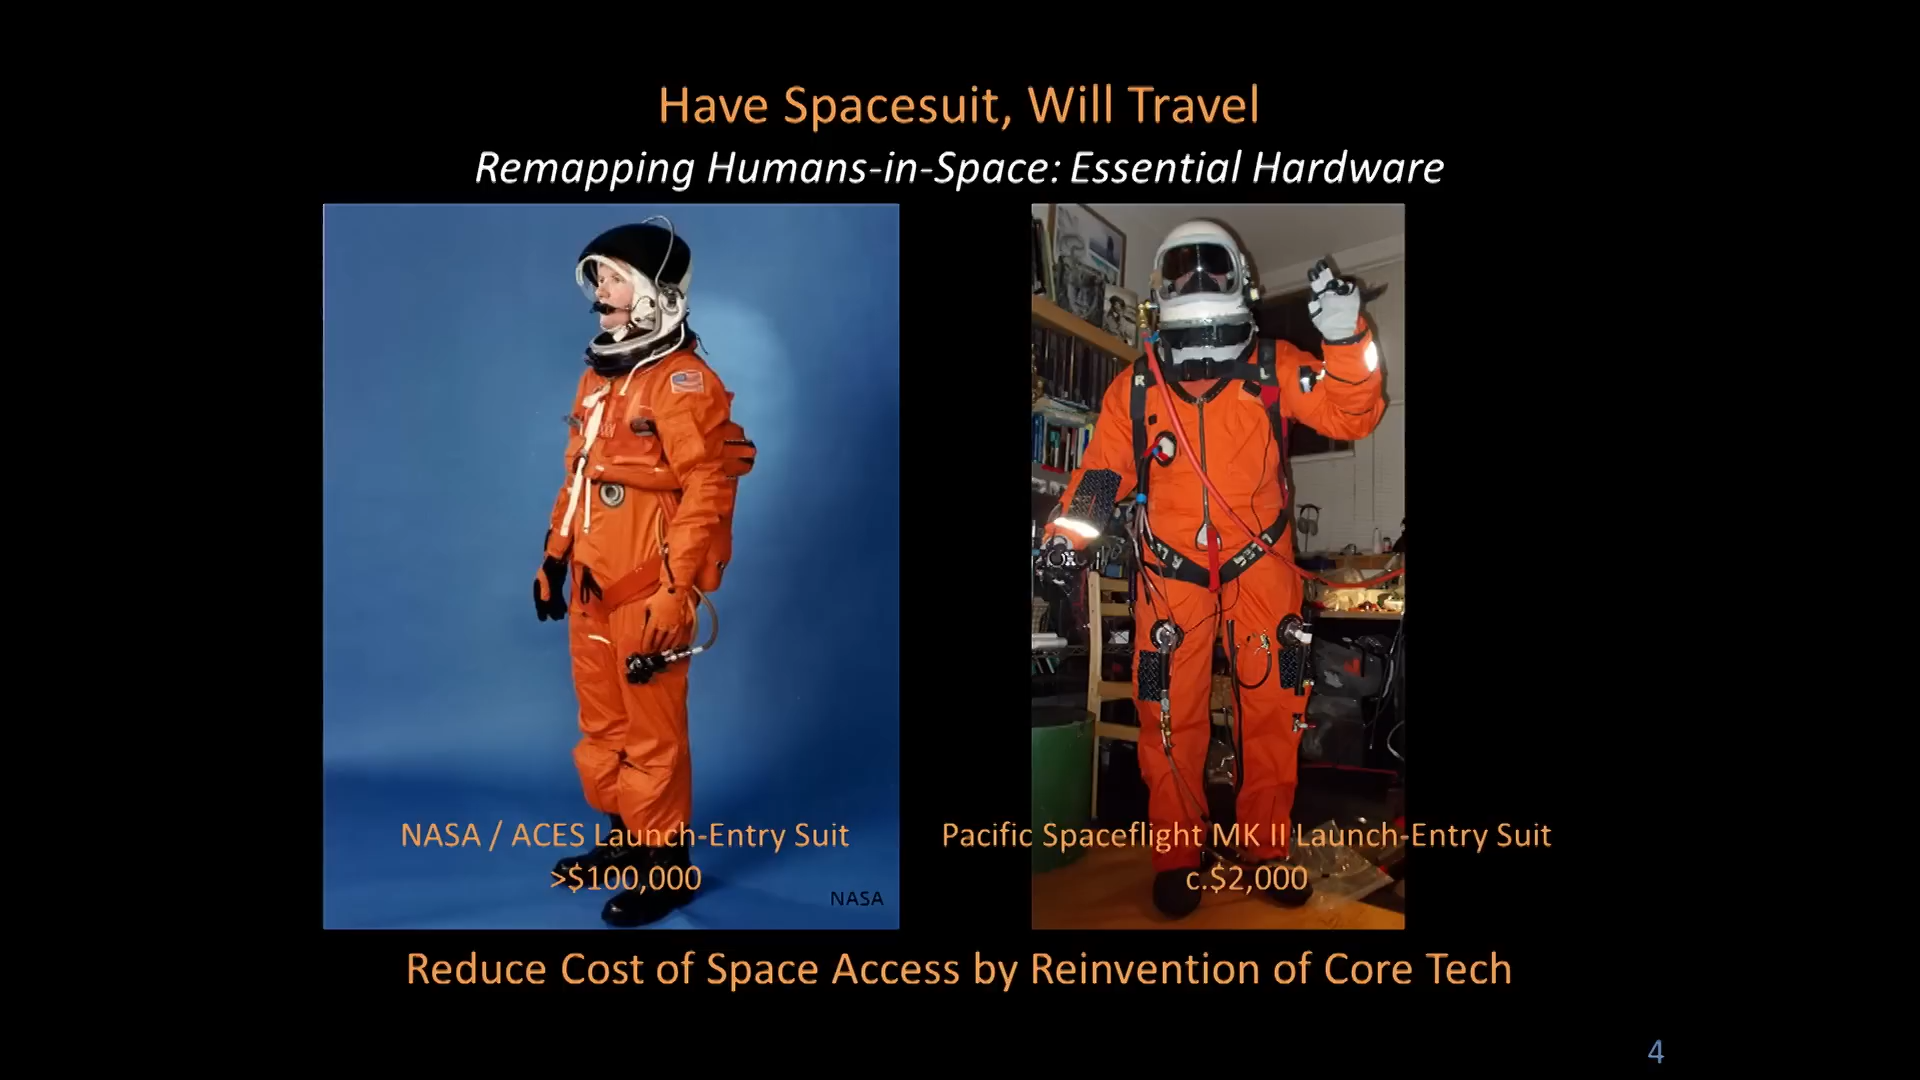 Have Spacesuit, Will Travel
Remapping Humans-in-Space: Essential Hardware
R
L
NASA / ACES Launch-Entry Suit
>$100,000
NASA
Pacific Spaceflight MK II Launch-Entry Suit
c.$2,000
Reduce Cost of Space Access by Reinvention of Core Tech
4